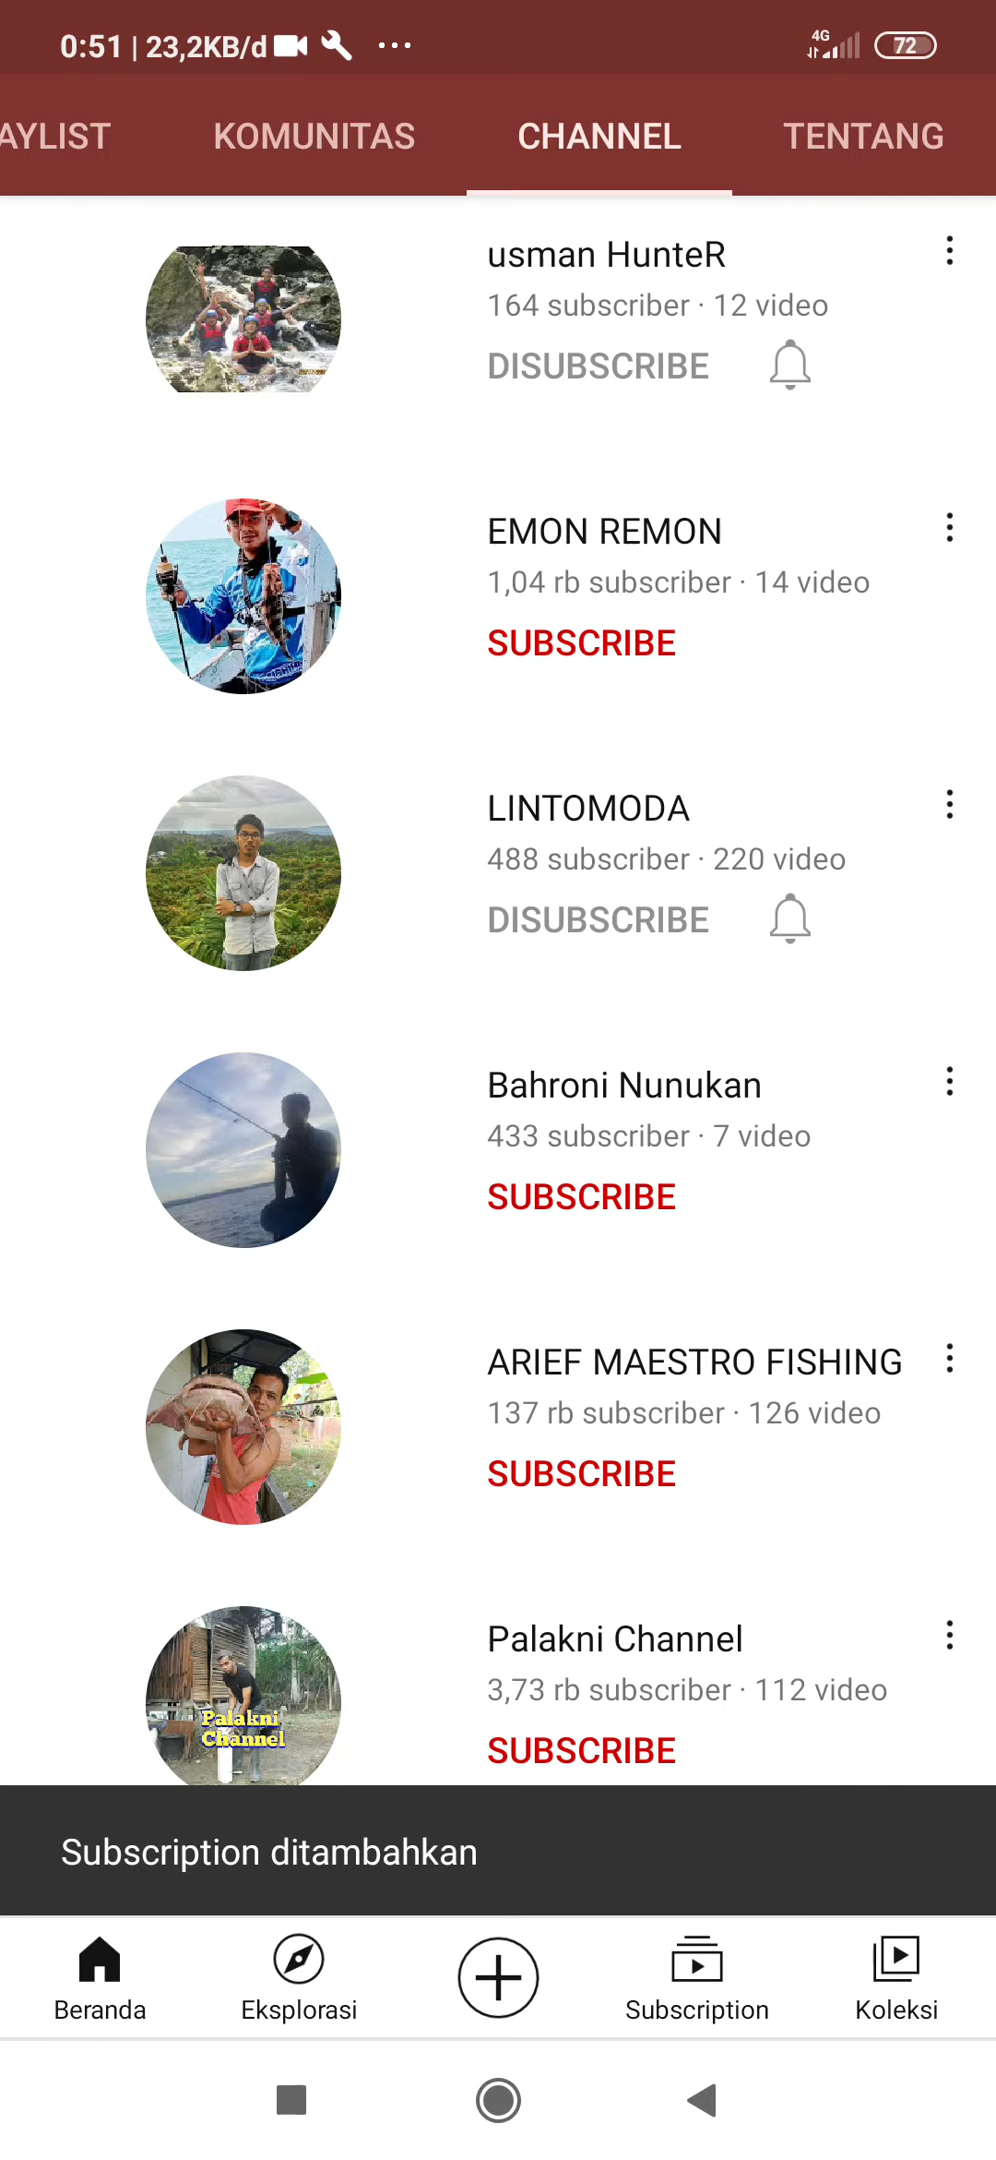 0:51 | 23,2KB/d ... 4G 72
AYLIST KOMUNITAS CHANNEL TENTANG
usman HunteR
164 subscriber · 12 video
DISUBSCRIBE
EMON REMON
1,04 rb subscriber · 14 video
SUBSCRIBE
LINTOMODA
488 subscriber · 220 video
DISUBSCRIBE
Bahroni Nunukan
433 subscriber · 7 video
SUBSCRIBE
ARIEF MAESTRO FISHING
137 rb subscriber · 126 video
SUBSCRIBE
Palakni
Channel
Palakni Channel
3,73 rb subscriber · 112 video
SUBSCRIBE
Subscription ditambahkan
Beranda Eksplorasi Subscription Koleksi